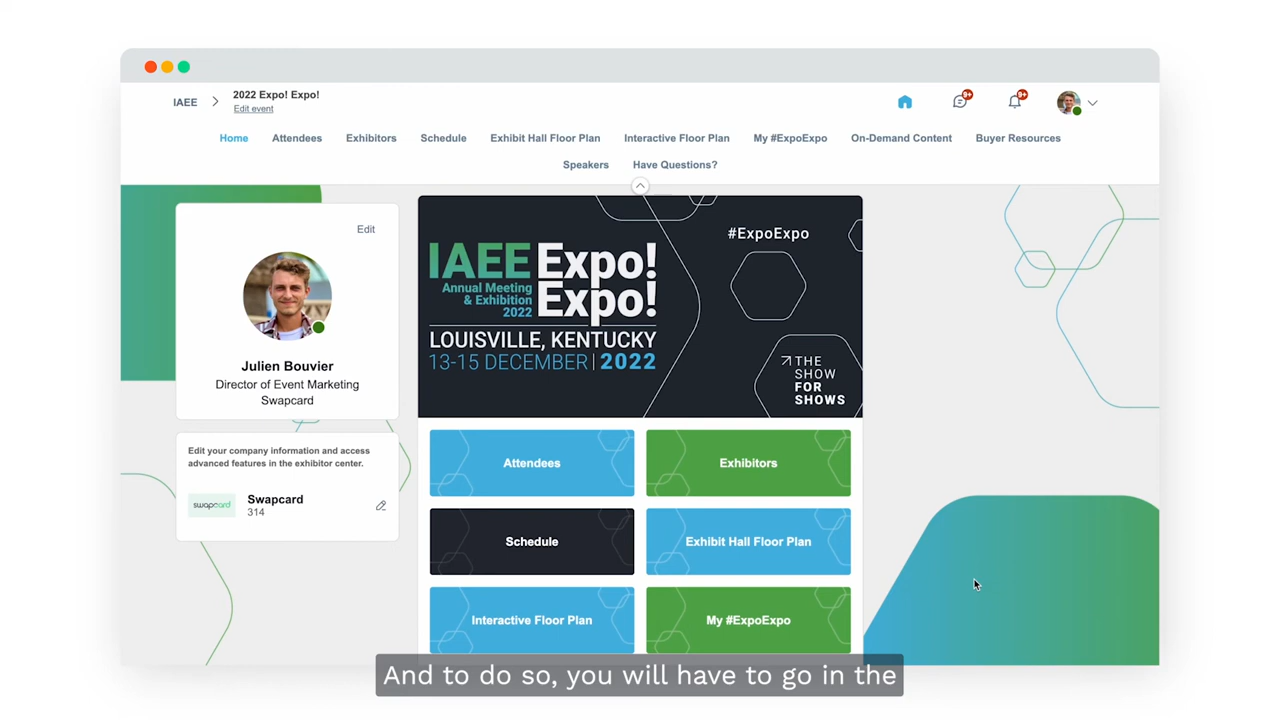 IAEE
2022 Expo! Expo!
Edit event
9+
9+
Home
Attendees
Exhibitors
Schedule
Exhibit Hall Floor Plan
Interactive Floor Plan
My #ExpoExpo
On-Demand Content
Buyer Resources
Speakers
Have Questions?
Edit
Julien Bouvier
Director of Event Marketing
Swapcard
Edit your company information and access
advanced features in the exhibitor center.
swapcard
Swapcard
314
#ExpoExpo
IAEE Expo!
Expo!
Annual Meeting
& Exhibition
2022
LOUISVILLE, KENTUCKY
13-15 DECEMBER | 2022
THE
SHOW
FOR
SHOWS
Attendees
Exhibitors
Schedule
Exhibit Hall Floor Plan
Interactive Floor Plan
My #ExpoExpo
And to do so, you will have to go in the